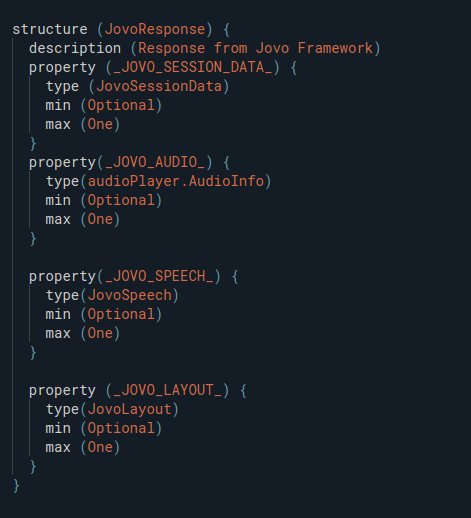 structure (JovoResponse) {
description (Response from Jovo Framework)
property (_JOVO_SESSION_DATA_) {
type (JovoSessionData)
min (Optional)
max (One)
}
property(_JOVO_AUDIO_) {
type(audioPlayer.AudioInfo)
min (Optional)
max (One)
}
property(_JOVO_SPEECH_) {
type(JovoSpeech)
min (Optional)
max (One)
}
property (_JOVO_LAYOUT_) {
type(JovoLayout)
min (Optional)
max (One)
}
}